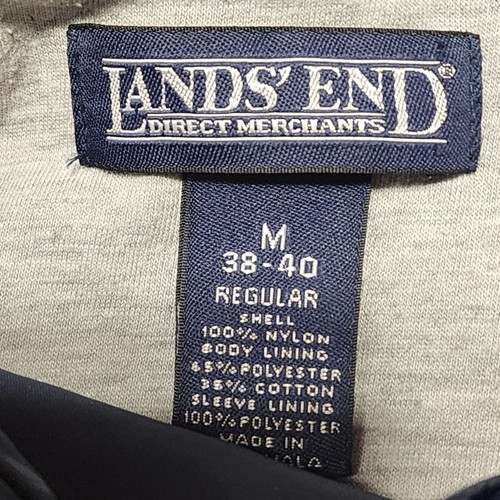 LANDS' END®
DIRECT MERCHANTS
M
38-40
REGULAR
SHELL
100% NYLON
BODY LINING
65% POLYESTER
35% COTTON
SLEEVE LINING
100% POLYESTER
MADE IN